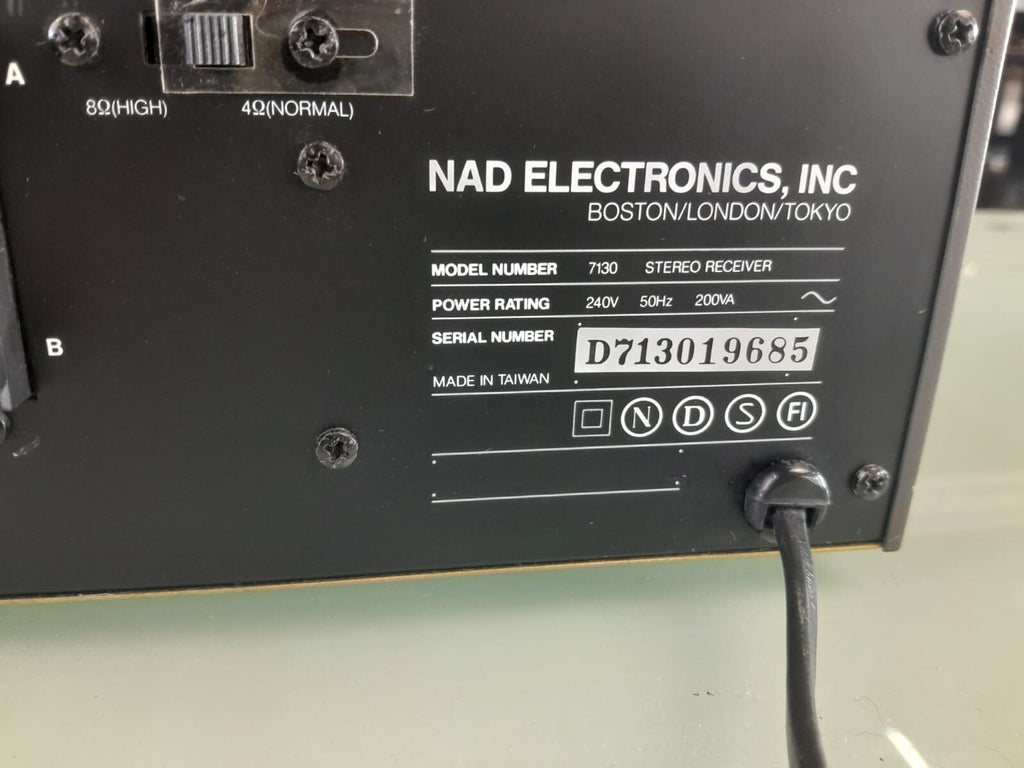 A
8Ω(HIGH)
4Ω(NORMAL)
NAD ELECTRONICS, INC
BOSTON/LONDON/TOKYO
MODEL NUMBER 7130 STEREO RECEIVER
POWER RATING 240V 50Hz 200VA
SERIAL NUMBER D713019685
MADE IN TAIWAN
N D S FI
B